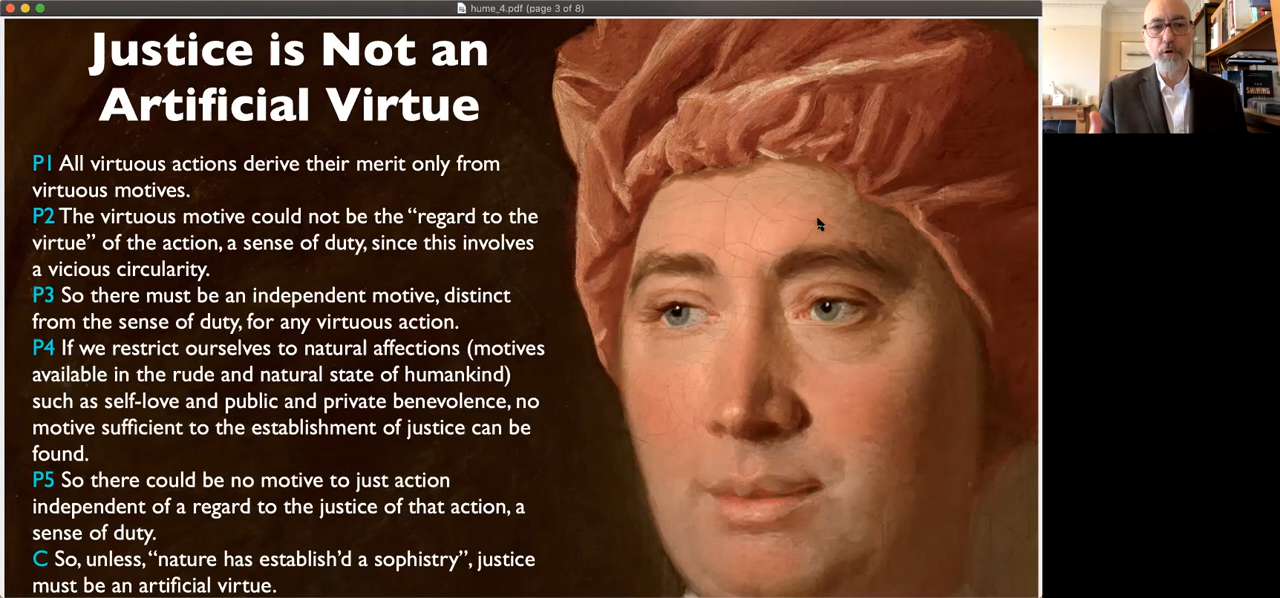 hume_4.pdf (page 3 of 8)
Justice is Not an
Artificial Virtue
P1 All virtuous actions derive their merit only from
virtuous motives.
P2 The virtuous motive could not be the “regard to the
virtue” of the action, a sense of duty, since this involves
a vicious circularity.
P3 So there must be an independent motive, distinct
from the sense of duty, for any virtuous action.
P4 If we restrict ourselves to natural affections (motives
available in the rude and natural state of humankind)
such as self-love and public and private benevolence, no
motive sufficient to the establishment of justice can be
found.
P5 So there could be no motive to just action
independent of a regard to the justice of that action, a
sense of duty.
C So, unless, “nature has establish’d a sophistry”, justice
must be an artificial virtue.
SHINING